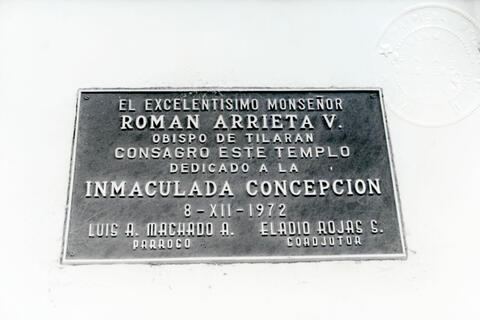 EL EXCELENTISIMO MONSEÑOR
ROMAN ARRIETA V.
OBISPO DE TILARAN
CONSAGRO ESTE TEMPLO
DEDICADO A LA
INMACULADA CONCEPCION
8-XII-1972
LUIS A. MACHADO A. ELADIO ROJAS S.
PARROCO COADJUTOR